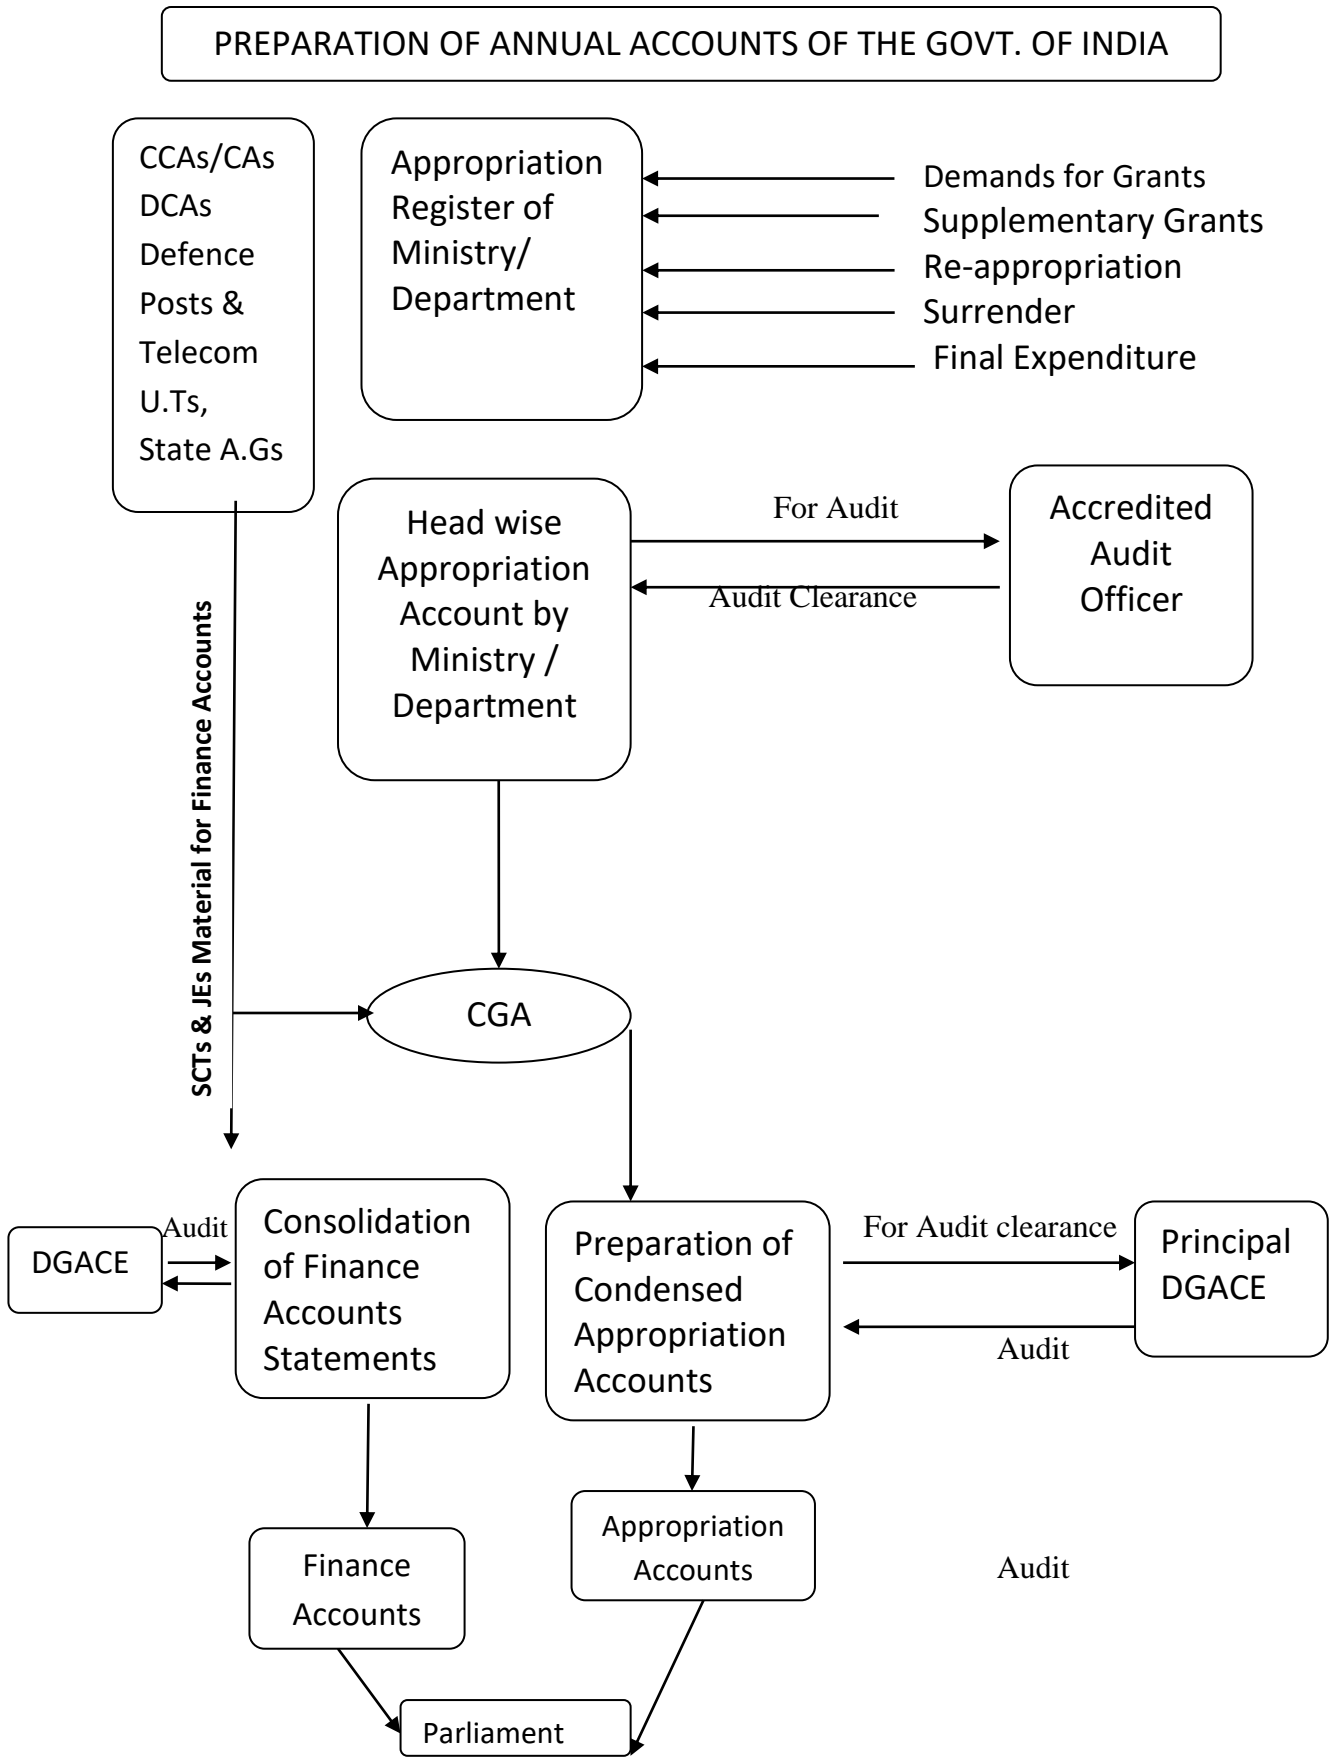 PREPARATION OF ANNUAL ACCOUNTS OF THE GOVT. OF INDIA
CCAs/CAs
DCAs
Defence
Posts &
Telecom
U.Ts,
State A.Gs
Appropriation
Register of
Ministry/
Department
Demands for Grants
Supplementary Grants
Re-appropriation
Surrender
Final Expenditure
Head wise
Appropriation
Account by
Ministry /
Department
For Audit
Audit Clearance
Accredited
Audit
Officer
SCTs & JEs Material for Finance Accounts
CGA
DGACE
Audit
Consolidation
of Finance
Accounts
Statements
Preparation of
Condensed
Appropriation
Accounts
For Audit clearance
Audit
Principal
DGACE
Finance
Accounts
Appropriation
Accounts
Audit
Parliament